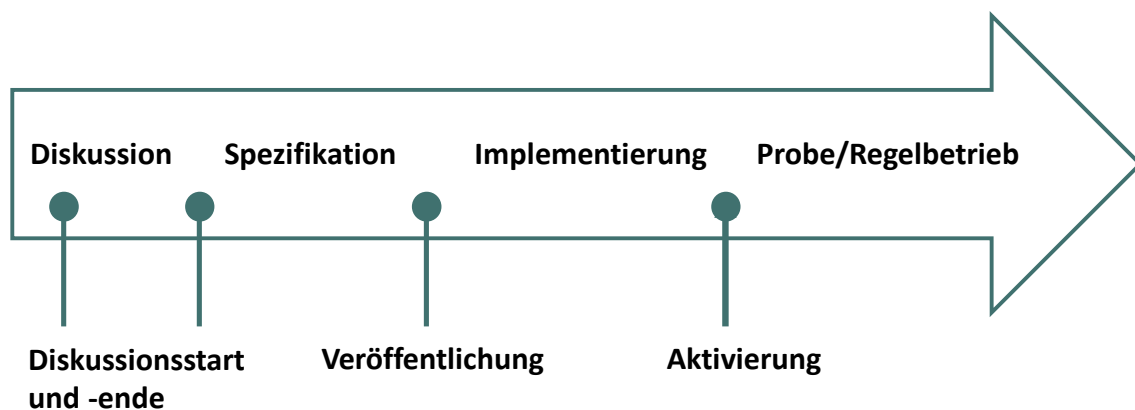 Diskussion Spezifikation Implementierung Probe/Regelbetrieb
Diskussionsstart
und -ende
Veröffentlichung
Aktivierung